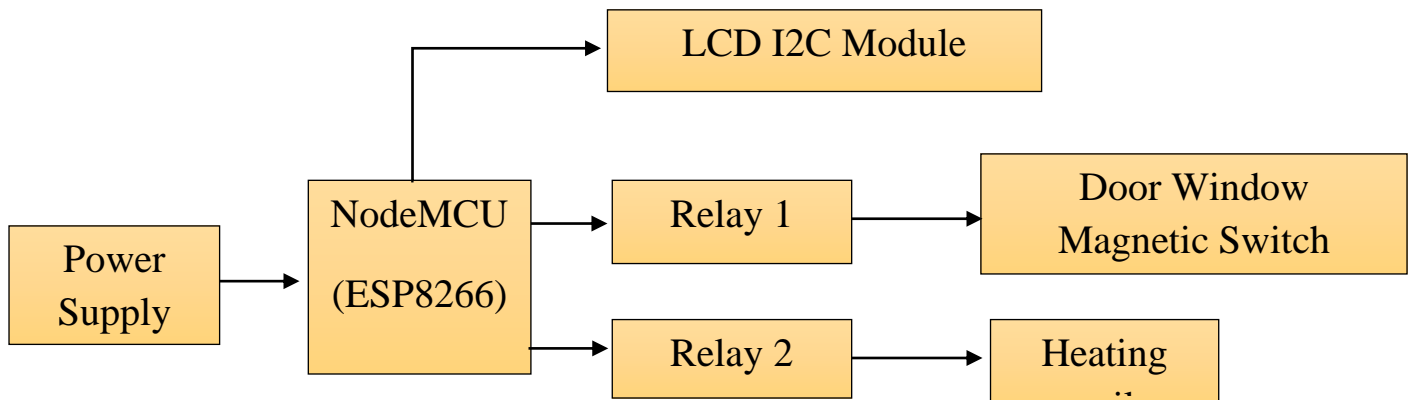 LCD I2C Module
Door Window
Magnetic Switch
NodeMCU
(ESP8266)
Relay 1
Power
Supply
Relay 2
Heating